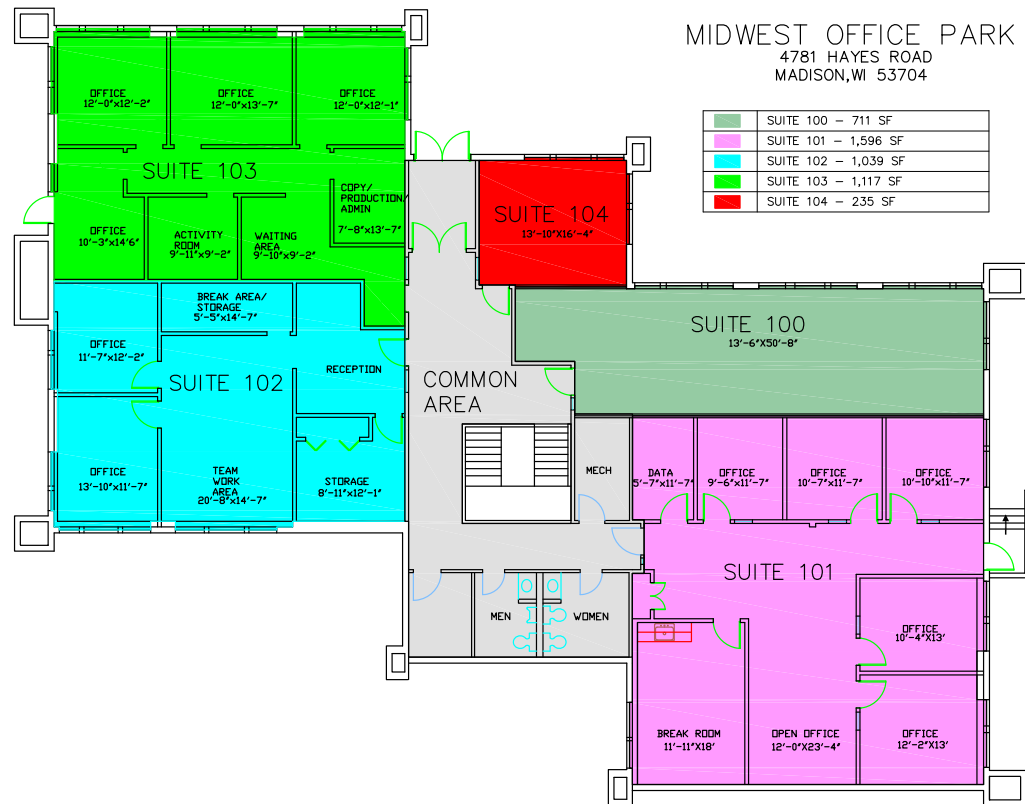 MIDWEST OFFICE PARK
4781 HAYES ROAD
MADISON,WI 53704
SUITE 100 - 711 SF
SUITE 101 - 1,596 SF
SUITE 102 - 1,039 SF
SUITE 103 - 1,117 SF
SUITE 104 - 235 SF
OFFICE
12'-0"x12'-2"
OFFICE
12'-0"x13'-7"
OFFICE
12'-0"x12'-1"
SUITE 103
COPY/
PRODUCTION/
ADMIN
7'-8"x13'-7"
OFFICE
10'-3"x14'6"
ACTIVITY
ROOM
9'-11"x9'-2"
WAITING
AREA
9'-10"x9'-2"
SUITE 104
13'-10"X16'-4"
BREAK AREA/
STORAGE
5'-5"x14'-7"
OFFICE
11'-7"x12'-2"
SUITE 102
RECEPTION
OFFICE
13'-10"x11'-7"
TEAM
WORK
AREA
20'-8"x14'-7"
STORAGE
8'-11"x12'-1"
COMMON
AREA
SUITE 100
13'-6"X50'-8"
MECH
DATA
5'-7"x11'-7"
OFFICE
9'-6"x11'-7"
OFFICE
10'-7"x11'-7"
OFFICE
10'-10"x11'-7"
SUITE 101
MEN
WOMEN
OFFICE
10'-4"X13'
BREAK ROOM
11'-11"X18'
OPEN OFFICE
12'-0"X23'-4"
OFFICE
12'-2"X13'